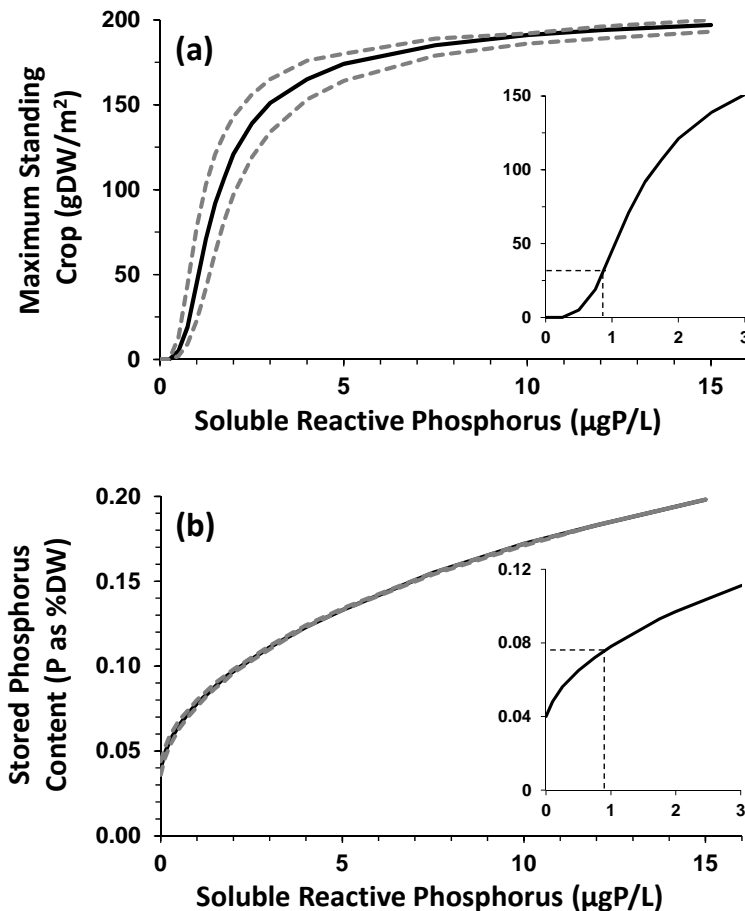 200
(a)
150
150
100
100
50
50
0
0 1 2 3
0
0 5 10 15
Maximum Standing
Crop (gDW/m²)
Soluble Reactive Phosphorus (µgP/L)
0.20
(b)
0.15
0.12
0.10
0.08
0.05
0.04
0
0 1 2 3
0.00
0 5 10 15
Stored Phosphorus
Content (P as %DW)
Soluble Reactive Phosphorus (µgP/L)